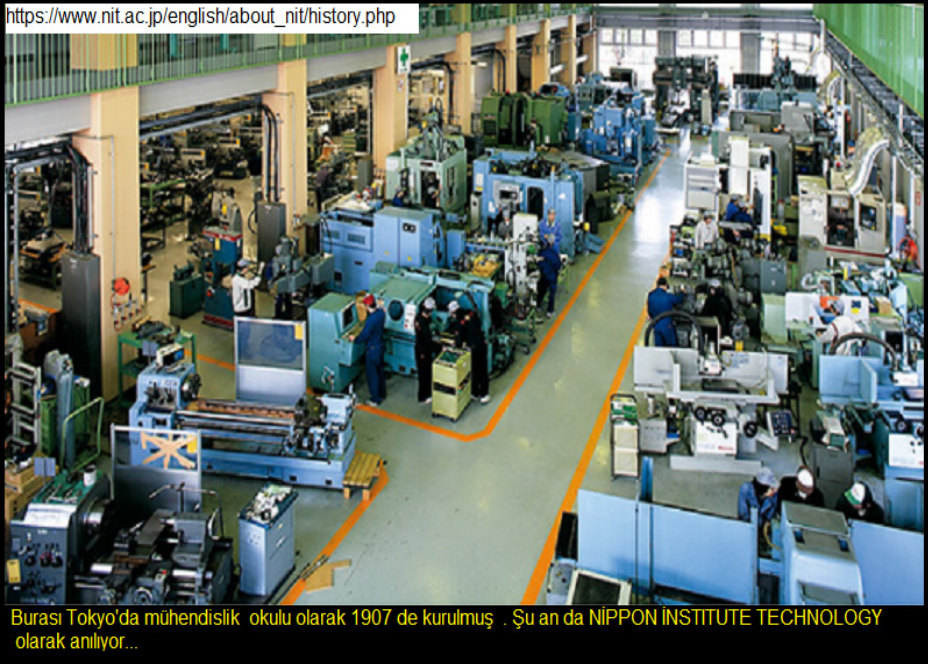 https://www.nit.ac.jp/english/about_nit/history.php
Burası Tokyo'da mühendislik okulu olarak 1907 de kurulmuş . Şu an da NİPPON İNSTITUTE TECHNOLOGY
olarak anılıyor...